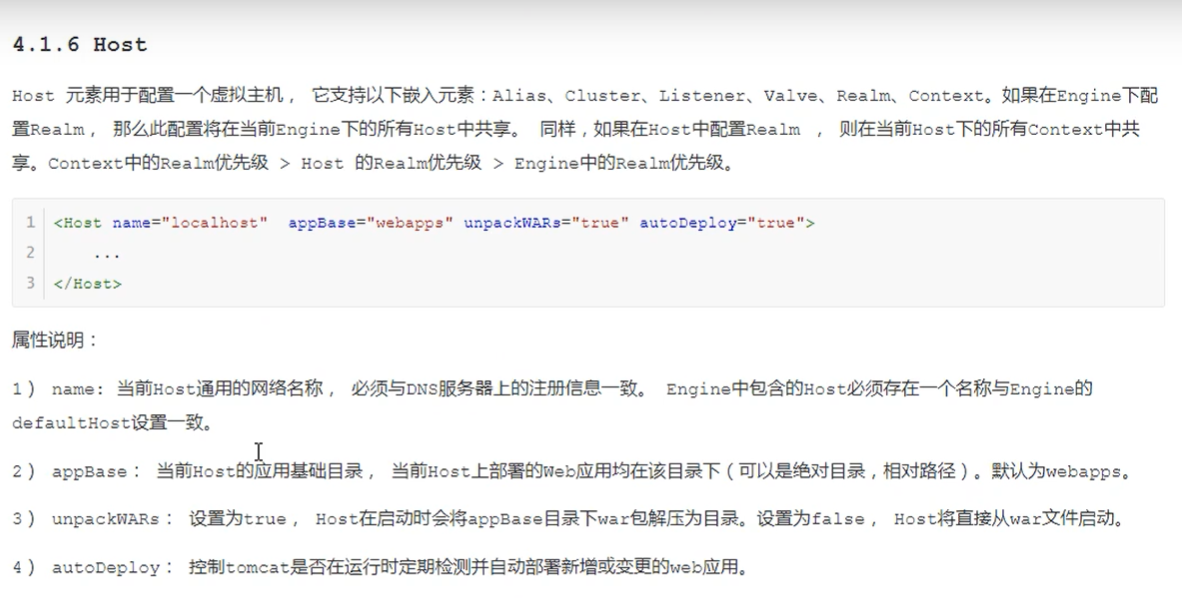 4.1.6 Host
Host 元素用于配置一个虚拟主机， 它支持以下嵌入元素：Alias、Cluster、Listener、Valve、Realm、Context。如果在Engine下配
置Realm， 那么此配置将在当前Engine下的所有Host中共享。 同样，如果在Host中配置Realm ， 则在当前Host下的所有Context中共
享。Context中的Realm优先级 > Host 的Realm优先级 > Engine中的Realm优先级。
1 <Host name="localhost"  appBase="webapps" unpackWARs="true" autoDeploy="true">
2     ...
3 </Host>
属性说明：
1） name: 当前Host通用的网络名称， 必须与DNS服务器上的注册信息一致。 Engine中包含的Host必须存在一个名称与Engine的
defaultHost设置一致。
2） appBase： 当前Host的应用基础目录， 当前Host上部署的Web应用均在该目录下（可以是绝对目录，相对路径）。默认为webapps。
3） unpackWARs： 设置为true， Host在启动时会将appBase目录下war包解压为目录。设置为false， Host将直接从war文件启动。
4） autoDeploy： 控制tomcat是否在运行时定期检测并自动部署新增或变更的web应用。